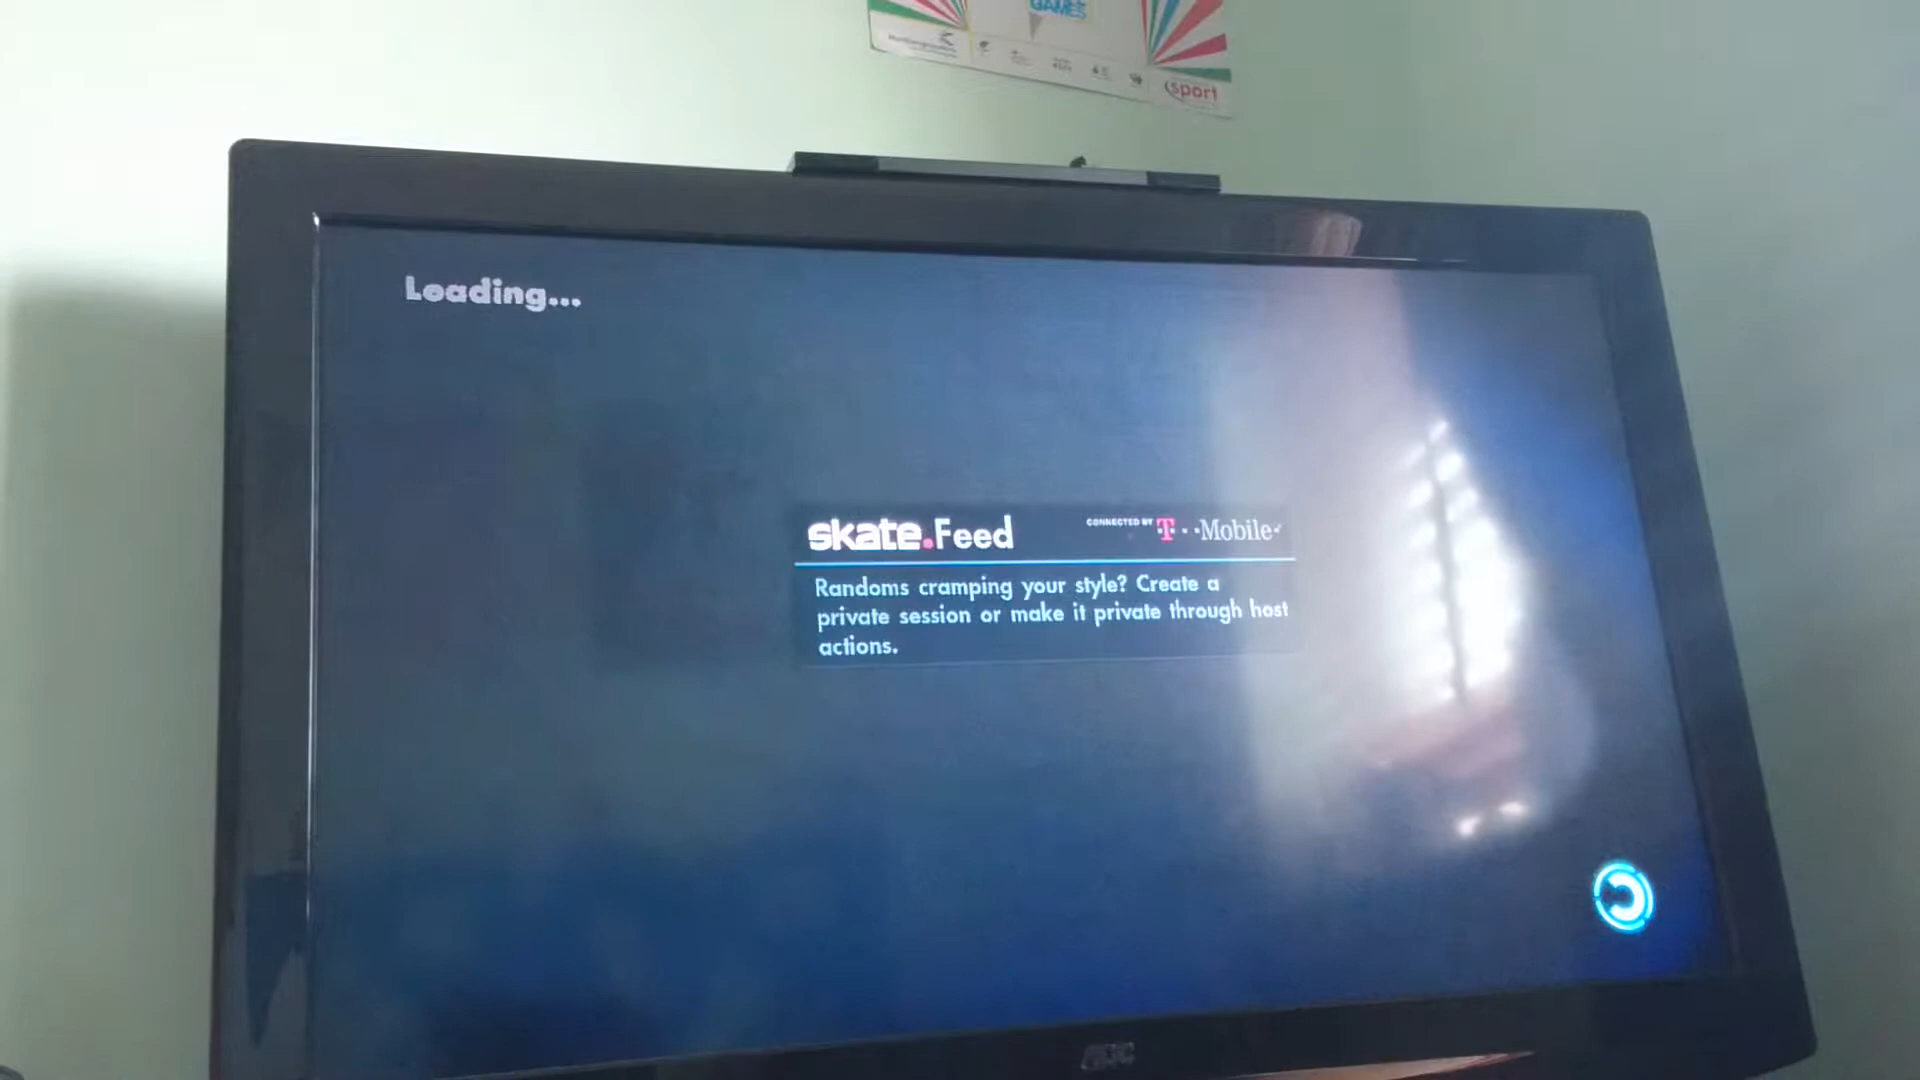 GAMES
sport
Loading...
skate.Feed
CONNECTED BY T··Mobile·
Randoms cramping your style? Create a
private session or make it private through host
actions.